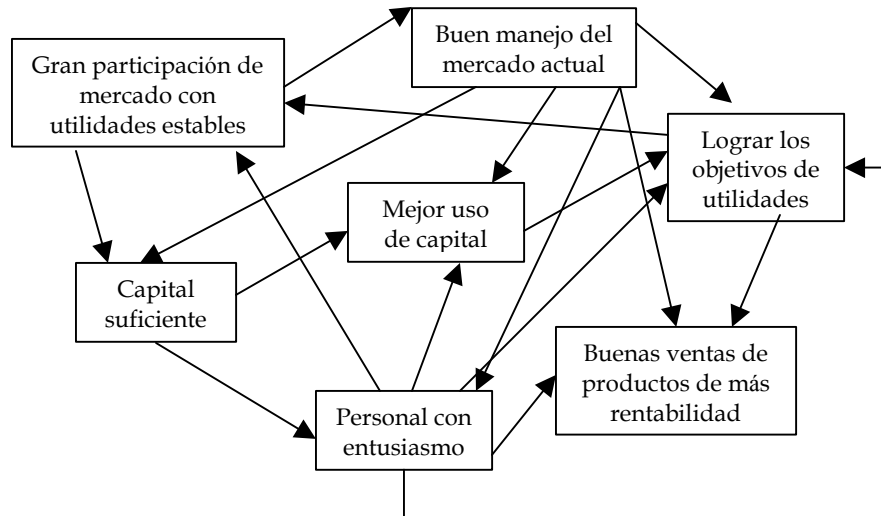 Buen manejo del
mercado actual
Gran participación de
mercado con
utilidades estables
Lograr los
objetivos de
utilidades
Mejor uso
de capital
Capital
suficiente
Buenas ventas de
productos de más
rentabilidad
Personal con
entusiasmo